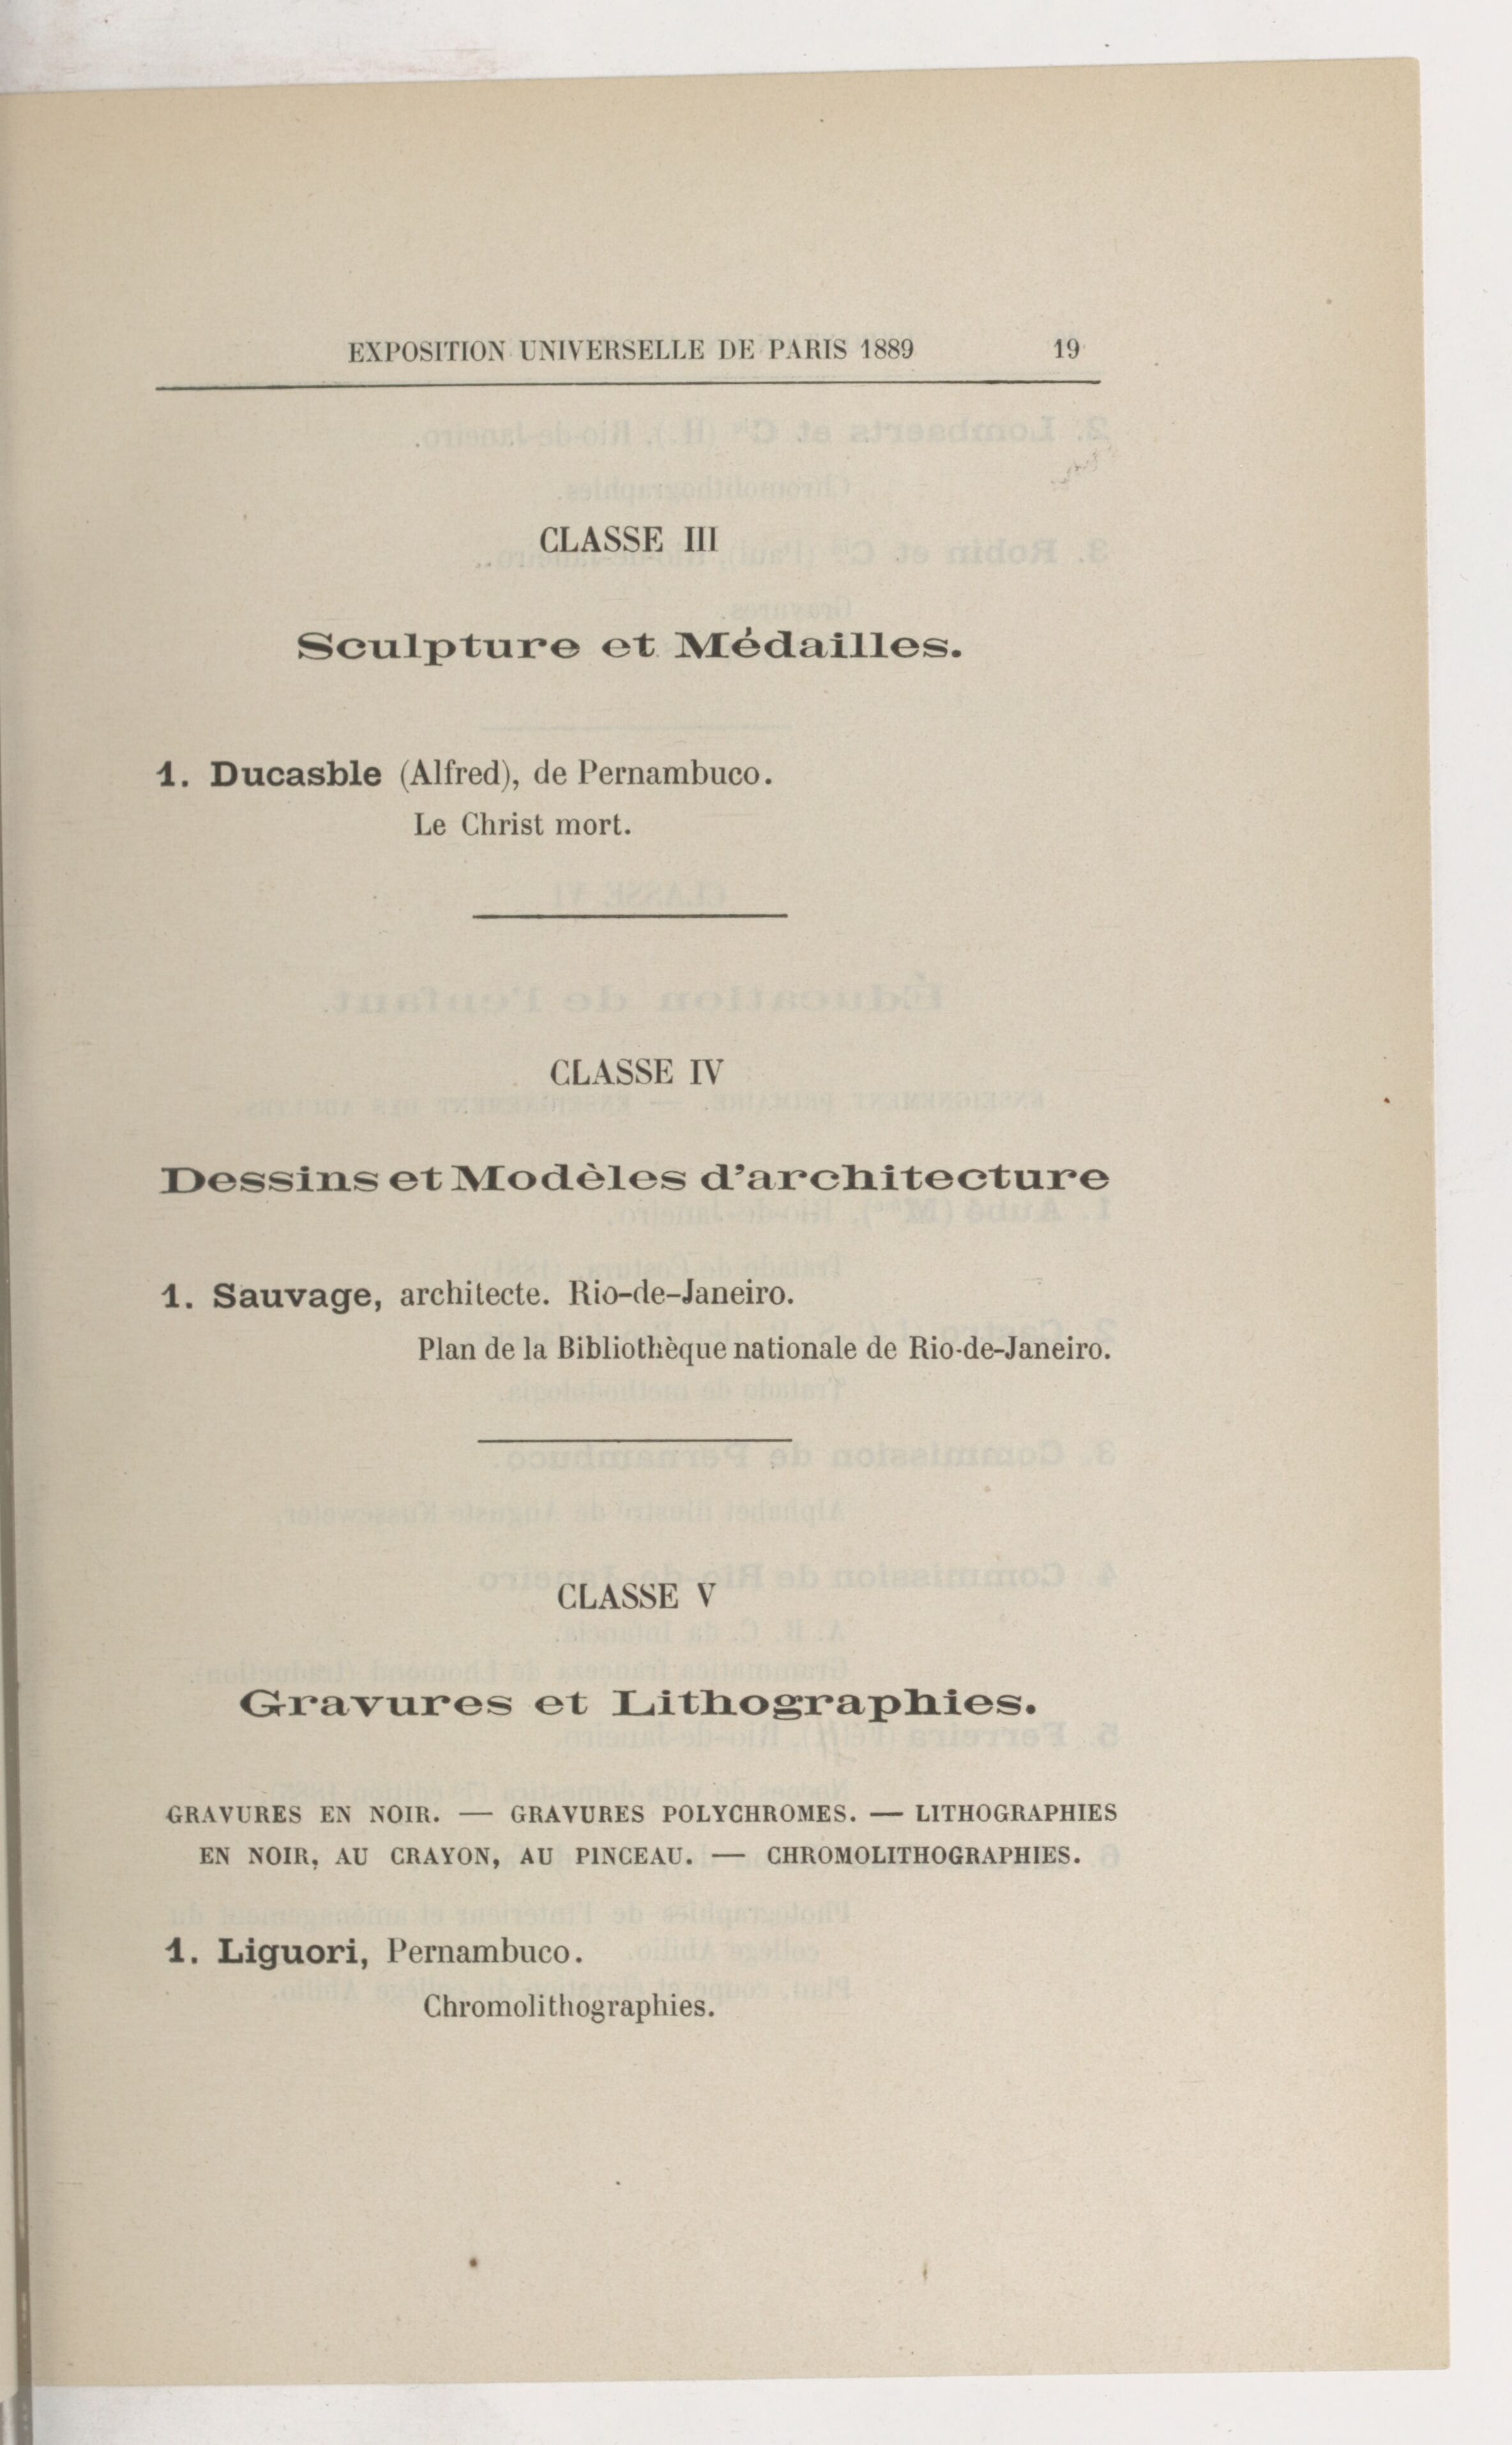 EXPOSITION UNIVERSELLE DE PARIS 1889 19
CLASSE III
Sculpture et Médailles.
1. Ducasble (Alfred), de Pernambuco.
Le Christ mort.
CLASSE IV
Dessins et Modèles d'architecture
1. Sauvage, architecte. Rio-de-Janeiro.
Plan de la Bibliothèque nationale de Rio-de-Janeiro.
CLASSE V
Gravures et Lithographies.
GRAVURES EN NOIR. — GRAVURES POLYCHROMES. — LITHOGRAPHIES
EN NOIR, AU CRAYON, AU PINCEAU. — CHROMOLITHOGRAPHIES.
1. Liguori, Pernambuco.
Chromolithographies.